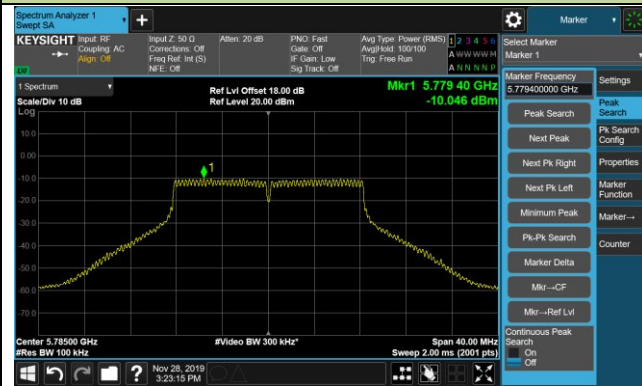 Spectrum Analyzer 1
Swept SA
Marker
KEYSIGHT
Input: RF
Coupling: AC
Align: Off
Input Z: 50 Ω
Corrections: Off
Freq Ref: Int (S)
NFE: Off
Atten: 20 dB
PNO: Fast
Gate: Off
IF Gain: Low
Sig Track: Off
Avg Type: Power (RMS)
Avg|Hold: 100/100
Trig: Free Run
1 2 3 4 5 6
A W W W W M
A N N N N P
LXI
Select Marker
Marker 1
1 Spectrum
Scale/Div 10 dB
Log
Ref Lvl Offset 18.00 dB
Ref Level 20.00 dBm
Mkr1 5.779 40 GHz
-10.046 dBm
10.0
0.00
-10.0
-20.0
-30.0
-40.0
-50.0
-60.0
-70.0
1
Center 5.78500 GHz
#Res BW 100 kHz
#Video BW 300 kHz*
Span 40.00 MHz
Sweep 2.00 ms (2001 pts)
Marker Frequency
5.779400000 GHz
Peak Search
Next Peak
Next Pk Right
Next Pk Left
Minimum Peak
Pk-Pk Search
Marker Delta
Mkr→CF
Mkr→Ref Lvl
Continuous Peak
Search
On
Off
Settings
Peak
Search
Pk Search
Config
Properties
Marker
Function
Marker→
Counter
?
Nov 28, 2019
3:23:15 PM